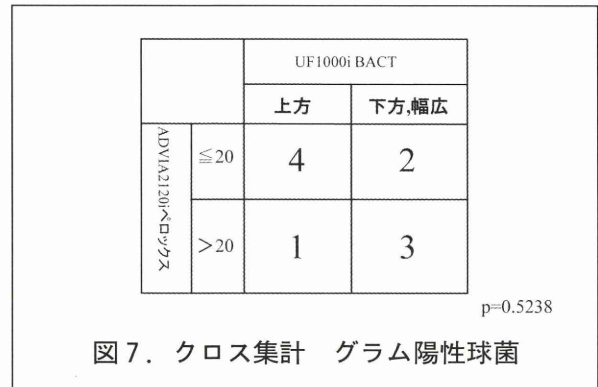 UF1000i BACT
上方 下方,幅広
ADVIA2120iペロックス
≦20 4 2
＞20 1 3
p=0.5238
図7．クロス集計 グラム陽性球菌